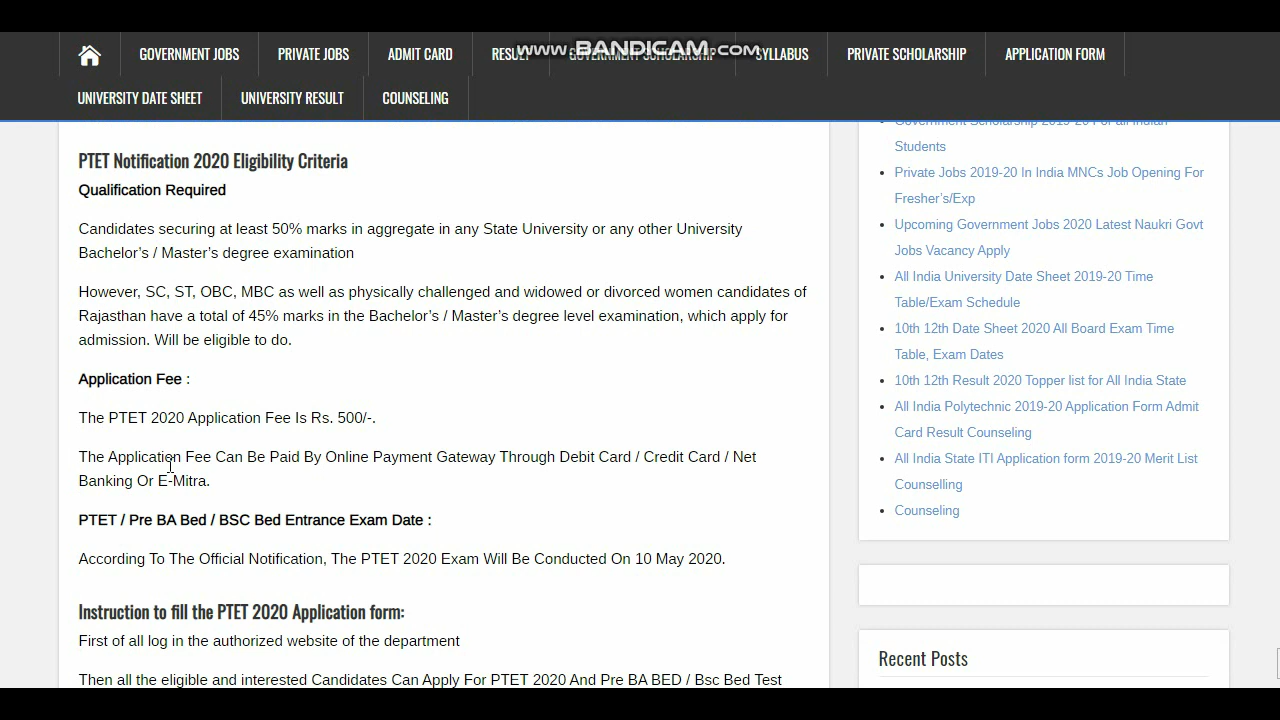 www.BANDICAM.com
GOVERNMENT JOBS PRIVATE JOBS ADMIT CARD RESULT GOVERNMENT SCHOLARSHIP SYLLABUS PRIVATE SCHOLARSHIP APPLICATION FORM
UNIVERSITY DATE SHEET UNIVERSITY RESULT COUNSELING
PTET Notification 2020 Eligibility Criteria
Qualification Required
Candidates securing at least 50% marks in aggregate in any State University or any other University
Bachelor's / Master's degree examination
However, SC, ST, OBC, MBC as well as physically challenged and widowed or divorced women candidates of
Rajasthan have a total of 45% marks in the Bachelor's / Master's degree level examination, which apply for
admission. Will be eligible to do.
Application Fee :
The PTET 2020 Application Fee Is Rs. 500/-.
The Application Fee Can Be Paid By Online Payment Gateway Through Debit Card / Credit Card / Net
Banking Or E-Mitra.
PTET / Pre BA Bed / BSC Bed Entrance Exam Date :
According To The Official Notification, The PTET 2020 Exam Will Be Conducted On 10 May 2020.
Instruction to fill the PTET 2020 Application form:
First of all log in the authorized website of the department
Then all the eligible and interested Candidates Can Apply For PTET 2020 And Pre BA BED / Bsc Bed Test
Government Scholarship 2019-20 For all Indian
Students
Private Jobs 2019-20 In India MNCs Job Opening For
Fresher's/Exp
Upcoming Government Jobs 2020 Latest Naukri Govt
Jobs Vacancy Apply
All India University Date Sheet 2019-20 Time
Table/Exam Schedule
10th 12th Date Sheet 2020 All Board Exam Time
Table, Exam Dates
10th 12th Result 2020 Topper list for All India State
All India Polytechnic 2019-20 Application Form Admit
Card Result Counseling
All India State ITI Application form 2019-20 Merit List
Counselling
Counseling
Recent Posts